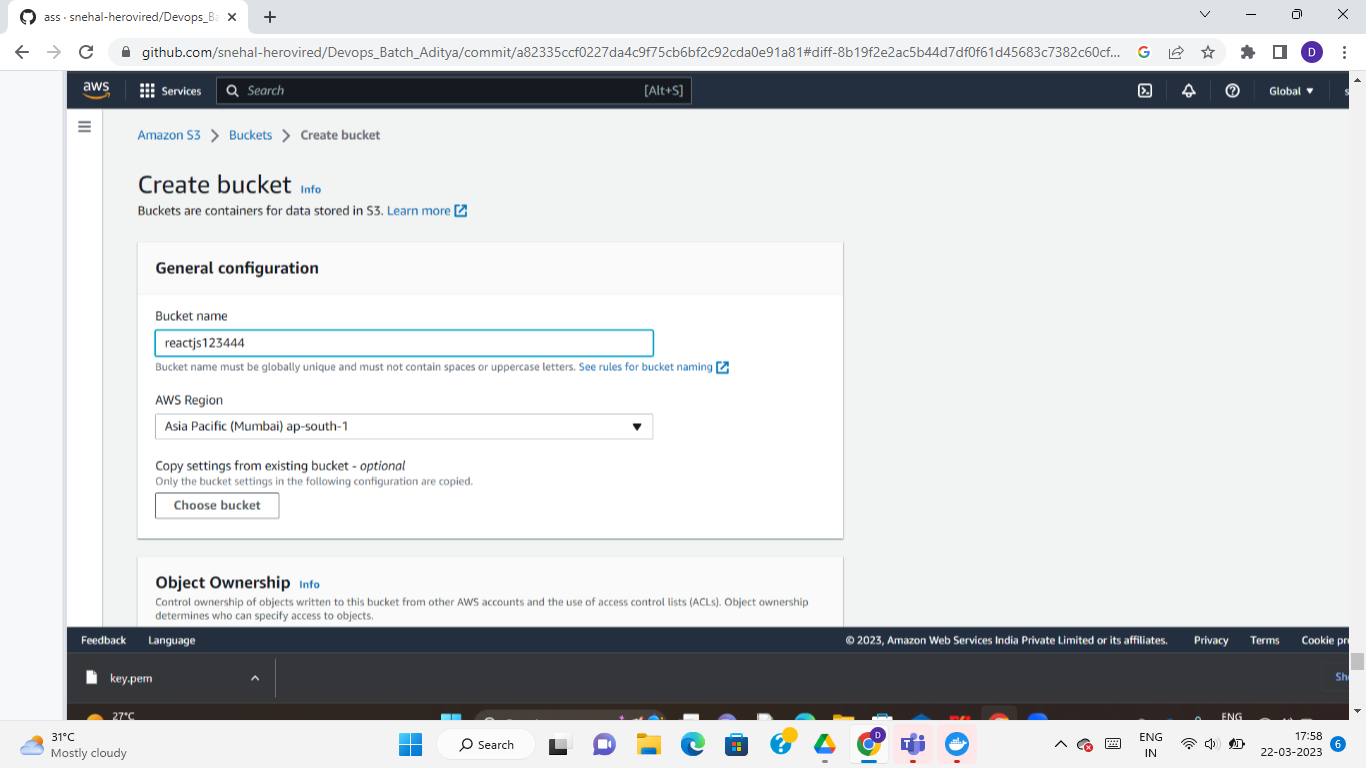 ass · snehal-herovired/Devops_Ba
github.com/snehal-herovired/Devops_Batch_Aditya/commit/a82335ccf0227da4c9f75cb6bf2c92cda0e91a81#diff-8b19f2e2ac5b44d7df0f61d45683c7382c60cf...
D
aws
Services
Search
[Alt+S]
Global
Amazon S3 > Buckets > Create bucket
Create bucket Info
Buckets are containers for data stored in S3. Learn more
General configuration
Bucket name
reactjs123444
Bucket name must be globally unique and must not contain spaces or uppercase letters. See rules for bucket naming
AWS Region
Asia Pacific (Mumbai) ap-south-1
Copy settings from existing bucket - optional
Only the bucket settings in the following configuration are copied.
Choose bucket
Object Ownership Info
Control ownership of objects written to this bucket from other AWS accounts and the use of access control lists (ACLs). Object ownership
determines who can specify access to objects.
Feedback Language © 2023, Amazon Web Services India Private Limited or its affiliates. Privacy Terms Cookie pr
key.pem
Sh
27°C
ENG
31°C
Mostly cloudy
Search
D
ENG
IN
17:58
22-03-2023
6